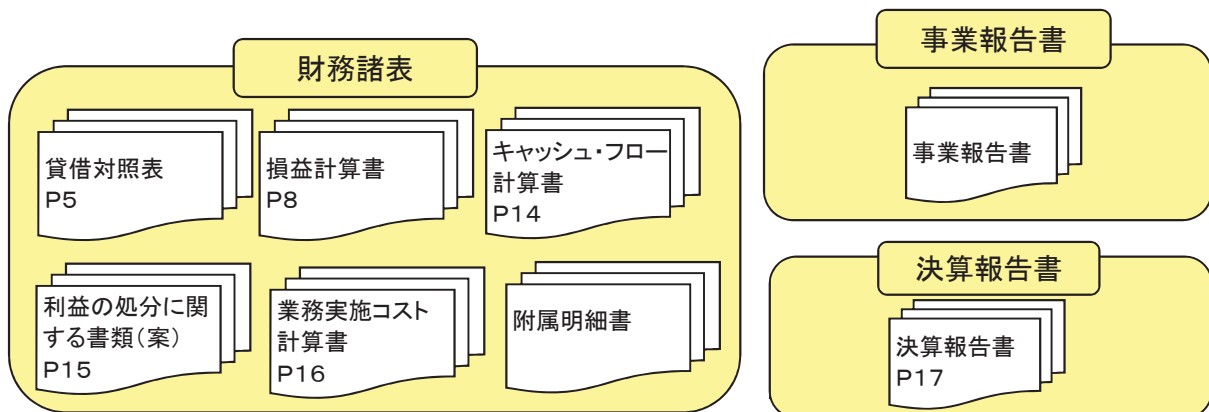 財務諸表
貸借対照表
P5
損益計算書
P8
キャッシュ・フロー
計算書
P14
利益の処分に関
する書類(案)
P15
業務実施コスト
計算書
P16
附属明細書
事業報告書
事業報告書
決算報告書
決算報告書
P17